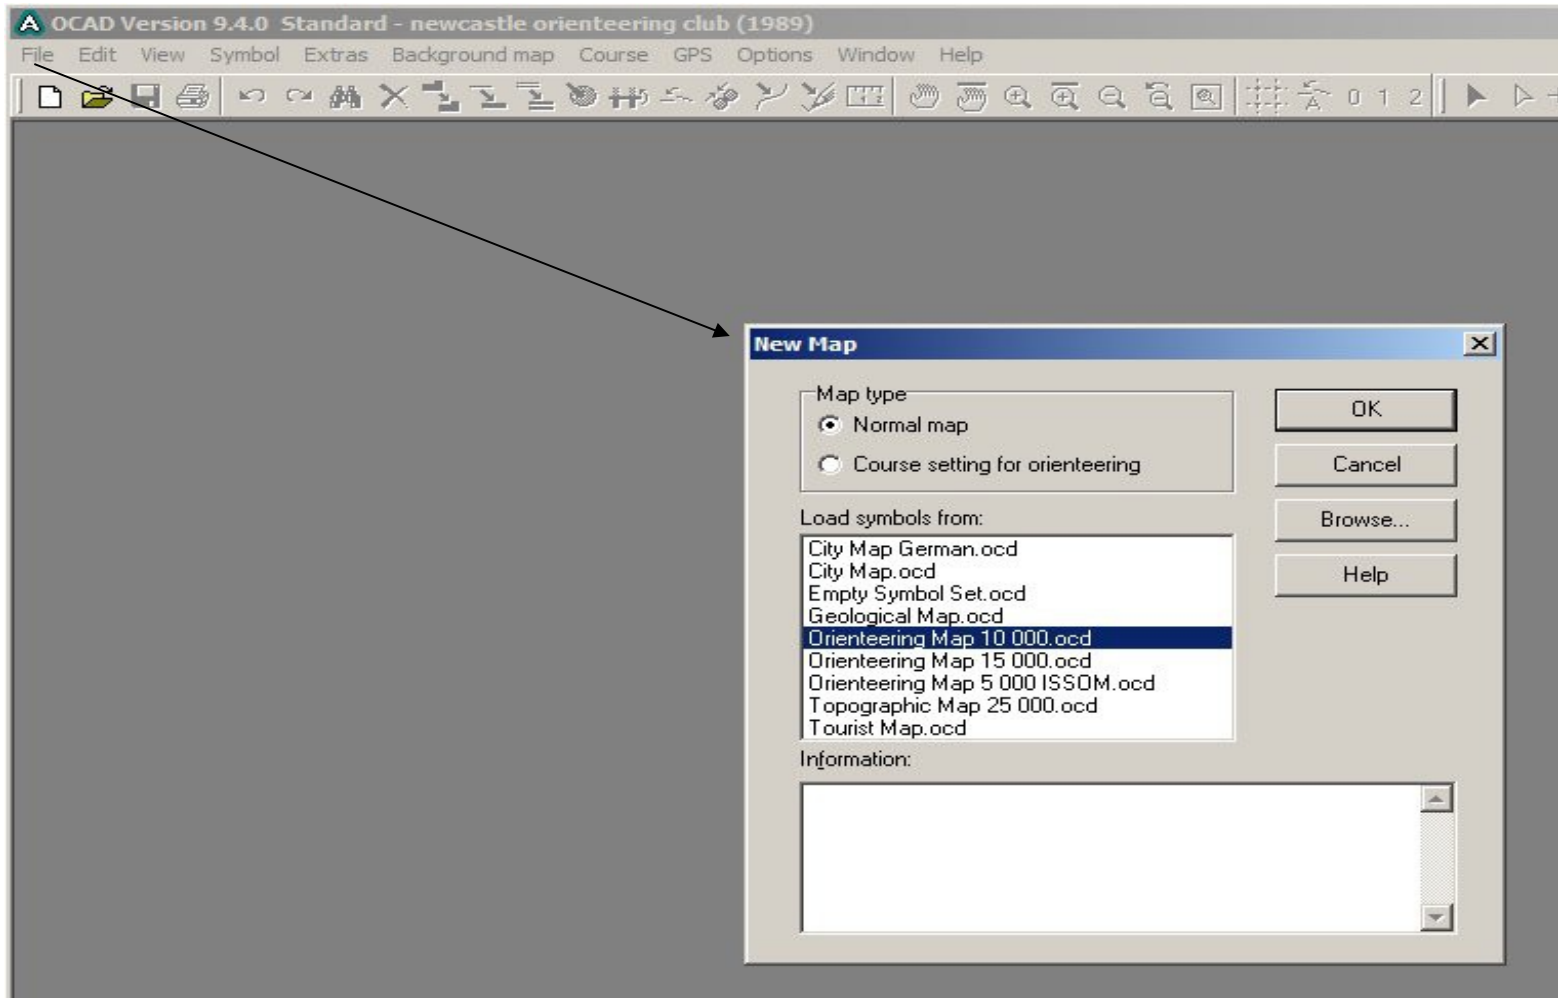 OCAD Version 9.4.0 Standard - newcastle orienteering club (1989)
File Edit View Symbol Extras Background map Course GPS Options Window Help
0 1 2
New Map
Map type
Normal map
OK
Course setting for orienteering
Cancel
Load symbols from:
Browse...
City Map German.ocd
City Map.ocd
Help
Empty Symbol Set.ocd
Geological Map.ocd
Orienteering Map 10 000.ocd
Orienteering Map 15 000.ocd
Orienteering Map 5 000 ISSOM.ocd
Topographic Map 25 000.ocd
Tourist Map.ocd
Information: